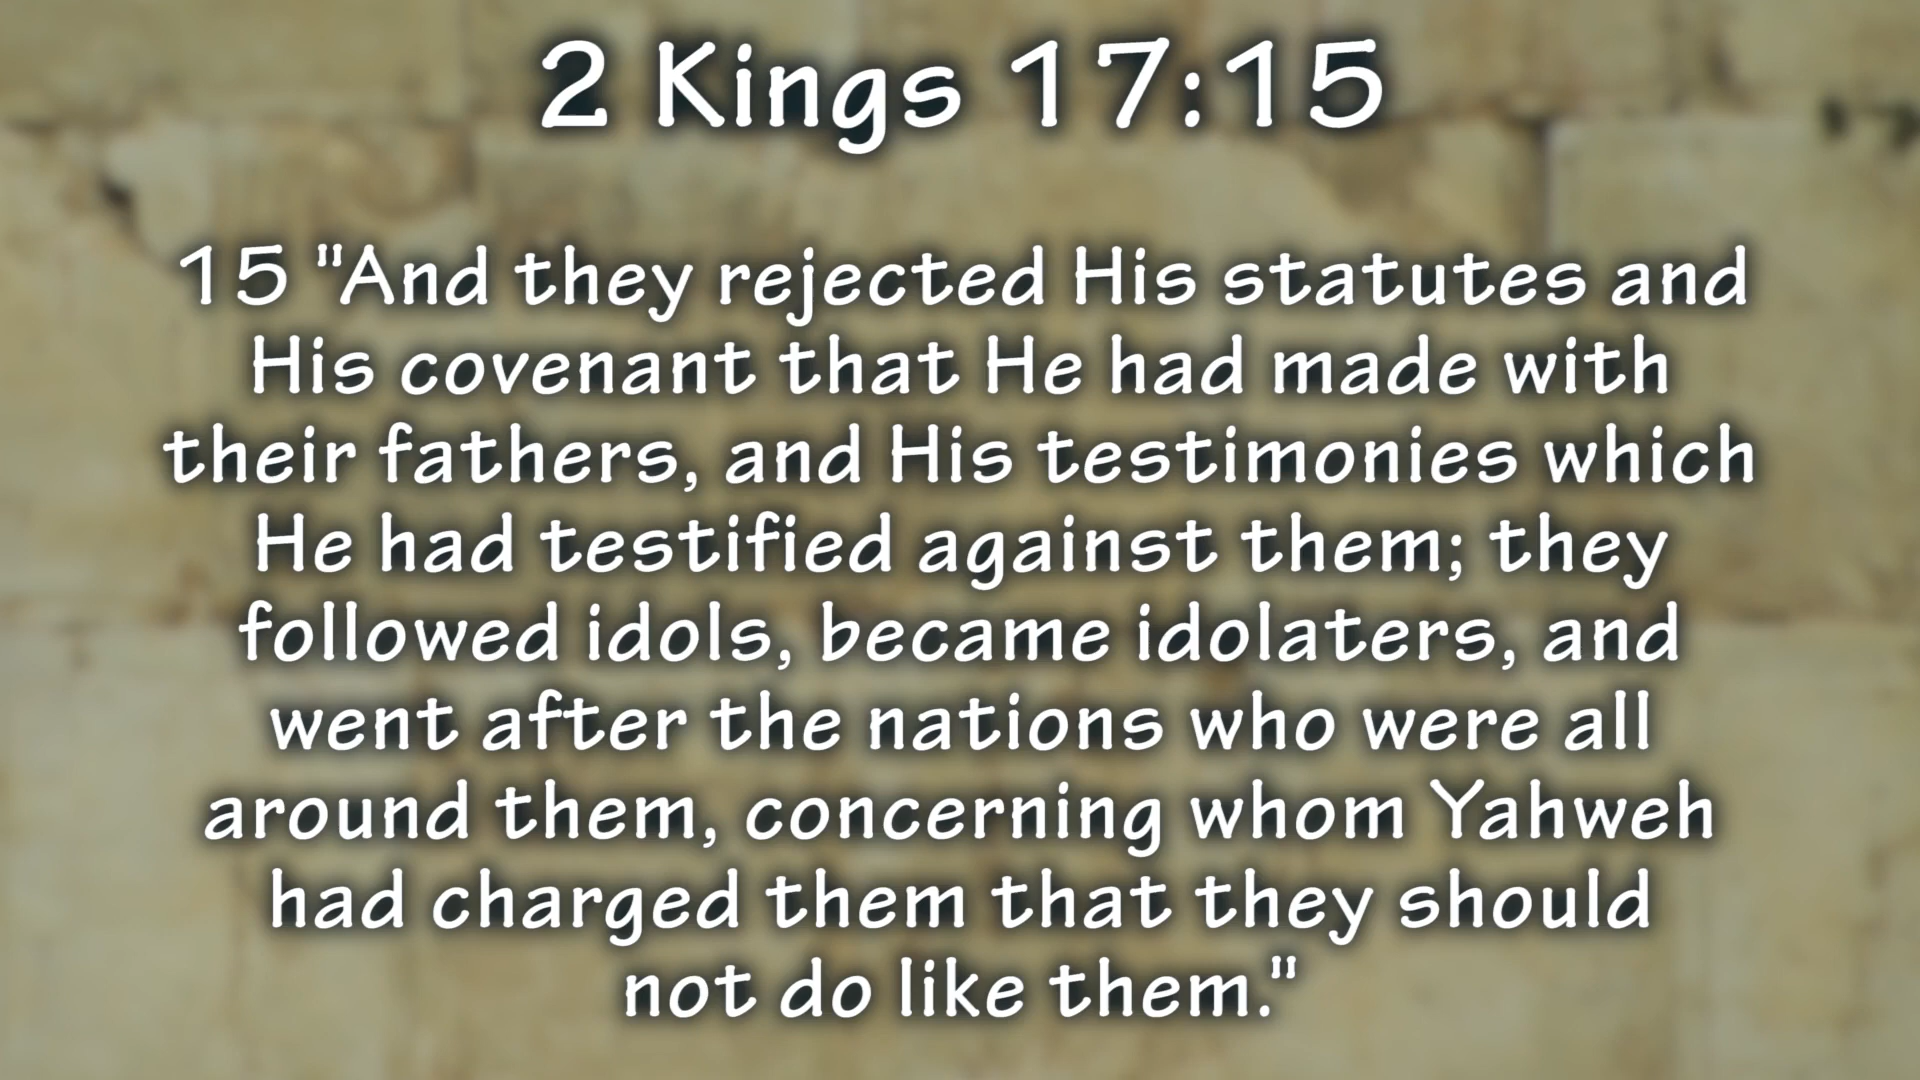 2 Kings 17:15
15 "And they rejected His statutes and
His covenant that He had made with
their fathers, and His testimonies which
He had testified against them; they
followed idols, became idolaters, and
went after the nations who were all
around them, concerning whom Yahweh
had charged them that they should
not do like them."